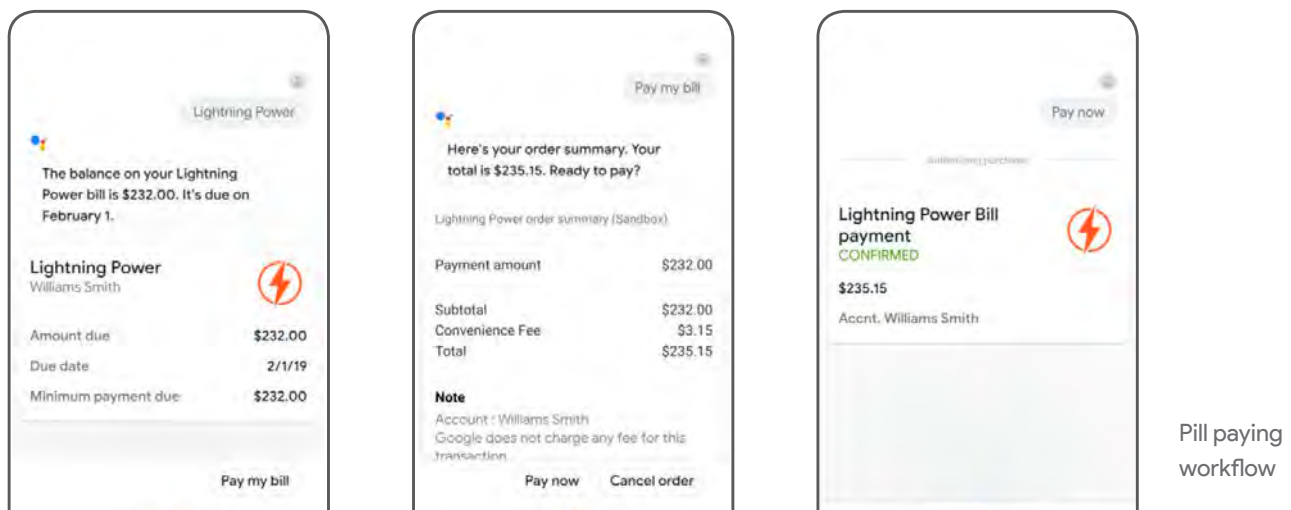 Lightning Power
The balance on your Lightning
Power bill is $232.00. It's due on
February 1.
Lightning Power
Williams Smith
Amount due $232.00
Due date 2/1/19
Minimum payment due $232.00
Pay my bill
Pay my bill
Here's your order summary. Your
total is $235.15. Ready to pay?
Lightning Power order summary (Sandbox)
Payment amount $232.00
Subtotal $232.00
Convenience Fee $3.15
Total $235.15
Note
Account : Williams Smith
Google does not charge any fee for this
transaction
Pay now Cancel order
Pay now
Authorizing purchase
Lightning Power Bill
payment
CONFIRMED
$235.15
Accnt. Williams Smith
Pill paying
workflow